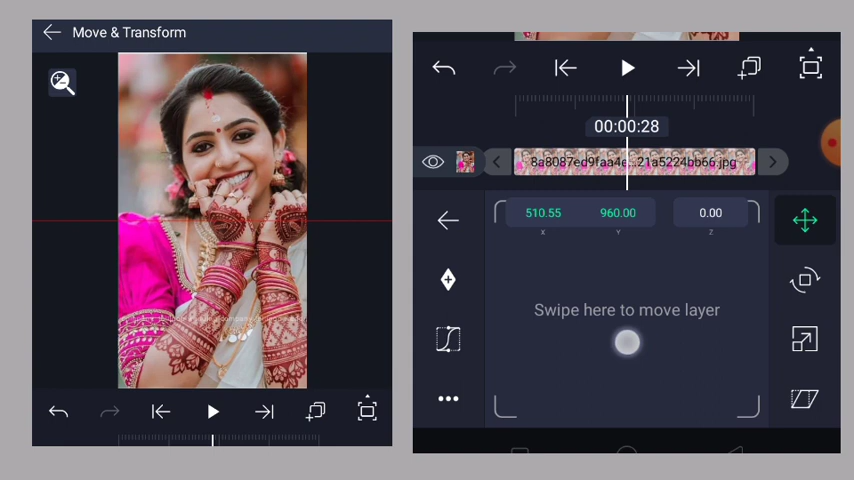 Move & Transform
00:00:28
8a8087ed9faa4e...21a5224bb66.jpg
510.55
960.00
0.00
X
Y
Z
Swipe here to move layer